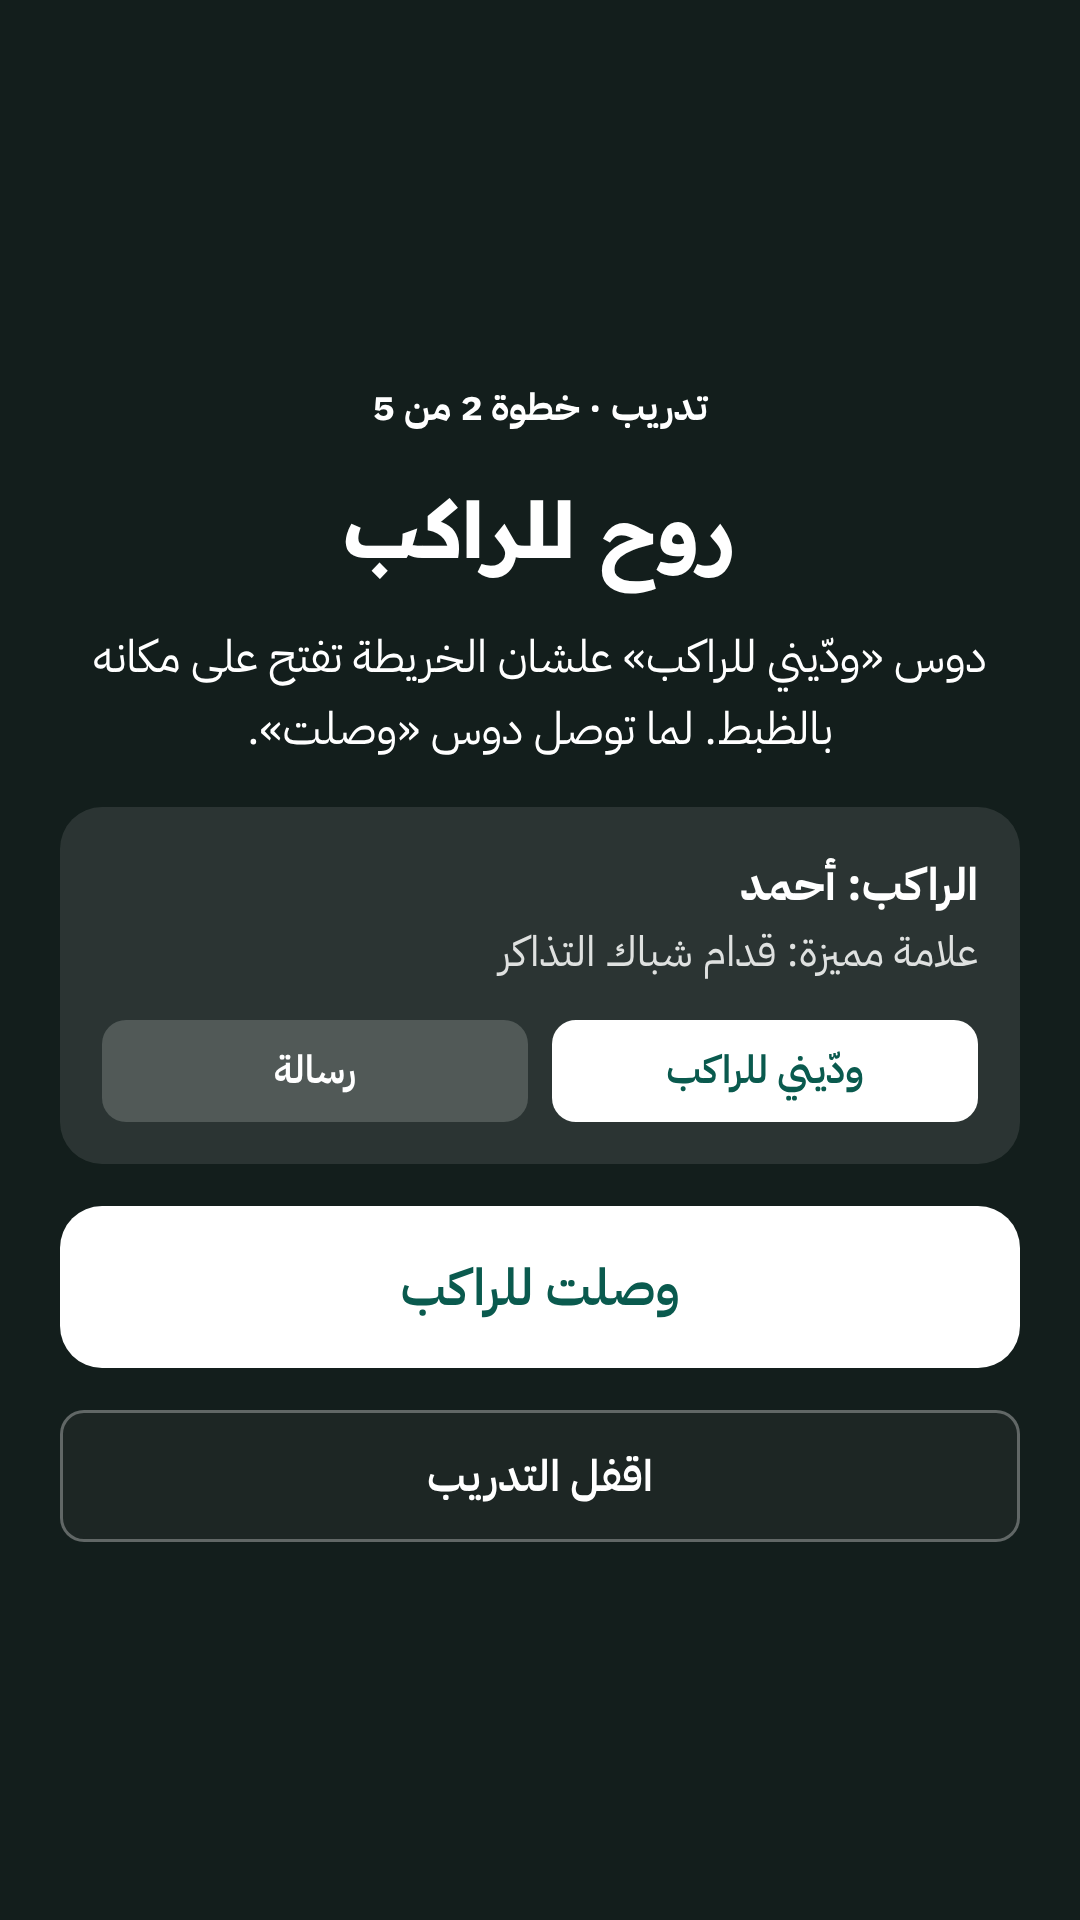 تدريب · خطوة 2 من 5
روح للراكب
دوس «ودّيني للراكب» علشان الخريطة تفتح على مكانه
بالظبط. لما توصل دوس «وصلت».
الراكب: أحمد
علامة مميزة: قدام شباك التذاكر
ودّيني للراكب
رسالة
وصلت للراكب
اقفل التدريب